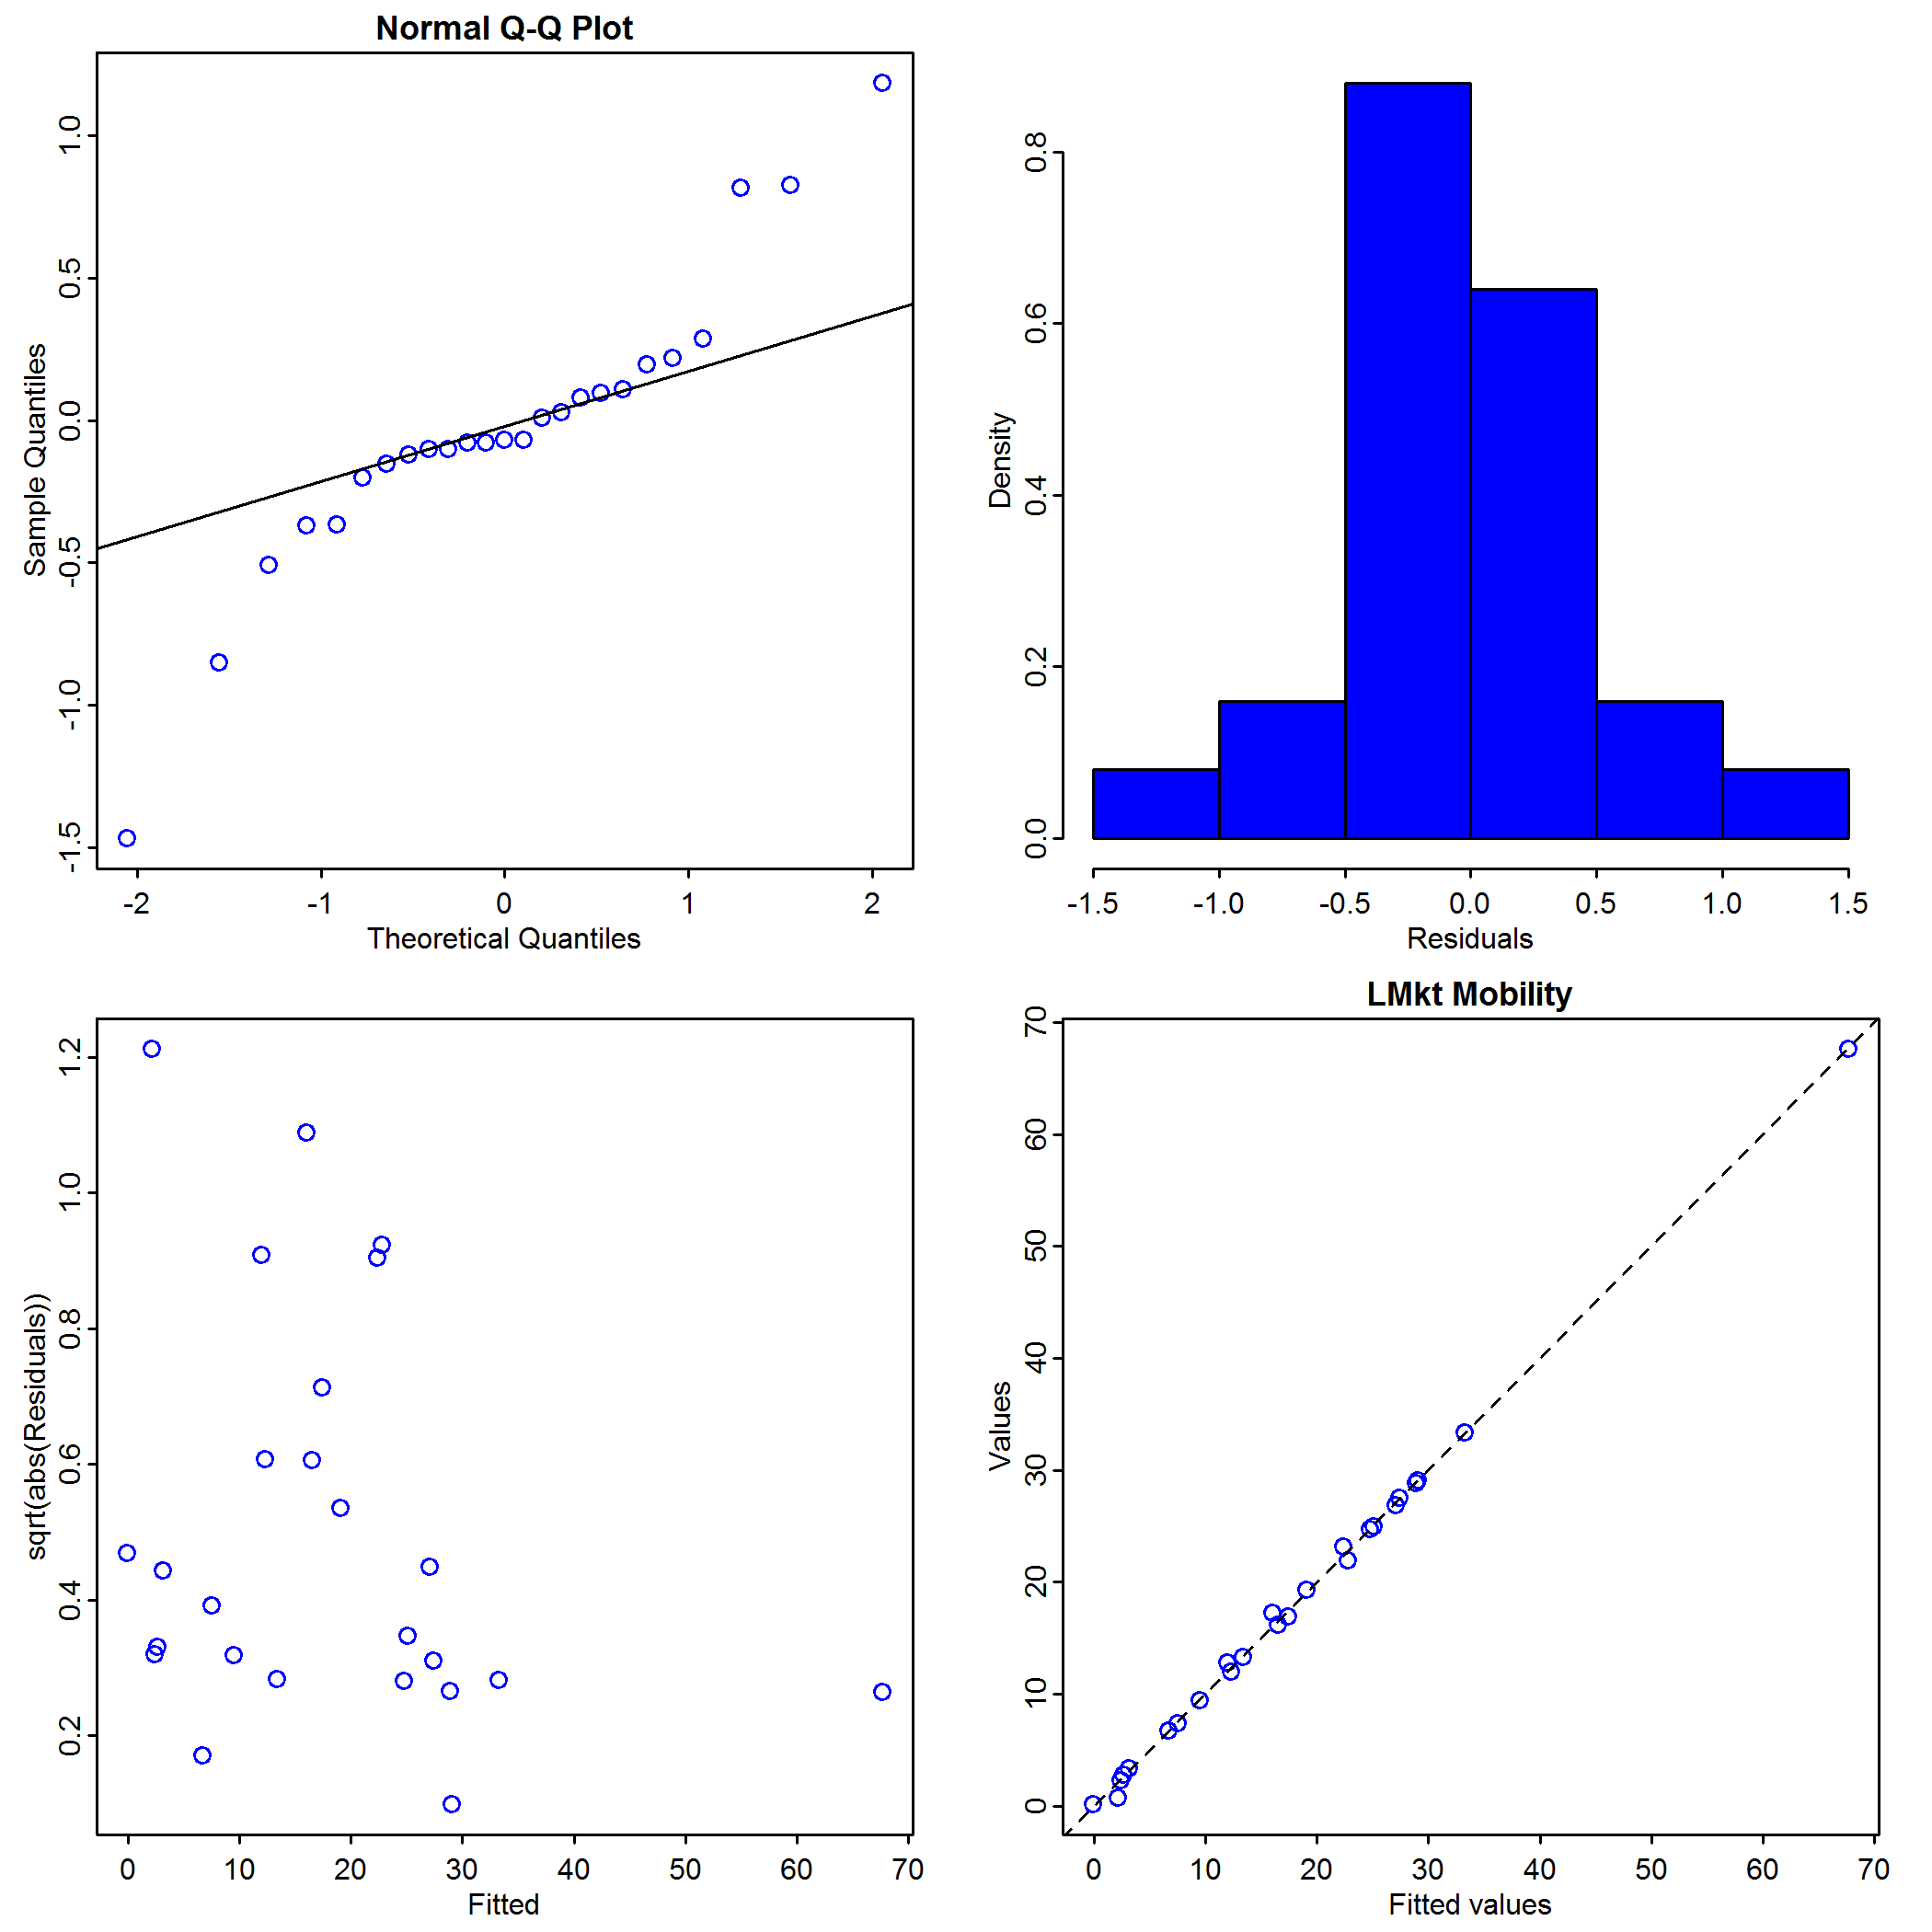 Normal Q-Q Plot
Sample Quantiles
1.0
0.5
0.0
-0.5
-1.0
-1.5
-2 -1 0 1 2
Theoretical Quantiles
Density
0.8
0.6
0.4
0.2
0.0
-1.5 -1.0 -0.5 0.0 0.5 1.0 1.5
Residuals
sqrt(abs(Residuals))
1.2
1.0
0.8
0.6
0.4
0.2
0 10 20 30 40 50 60 70
Fitted
LMkt Mobility
Values
70
60
50
40
30
20
10
0
0 10 20 30 40 50 60 70
Fitted values